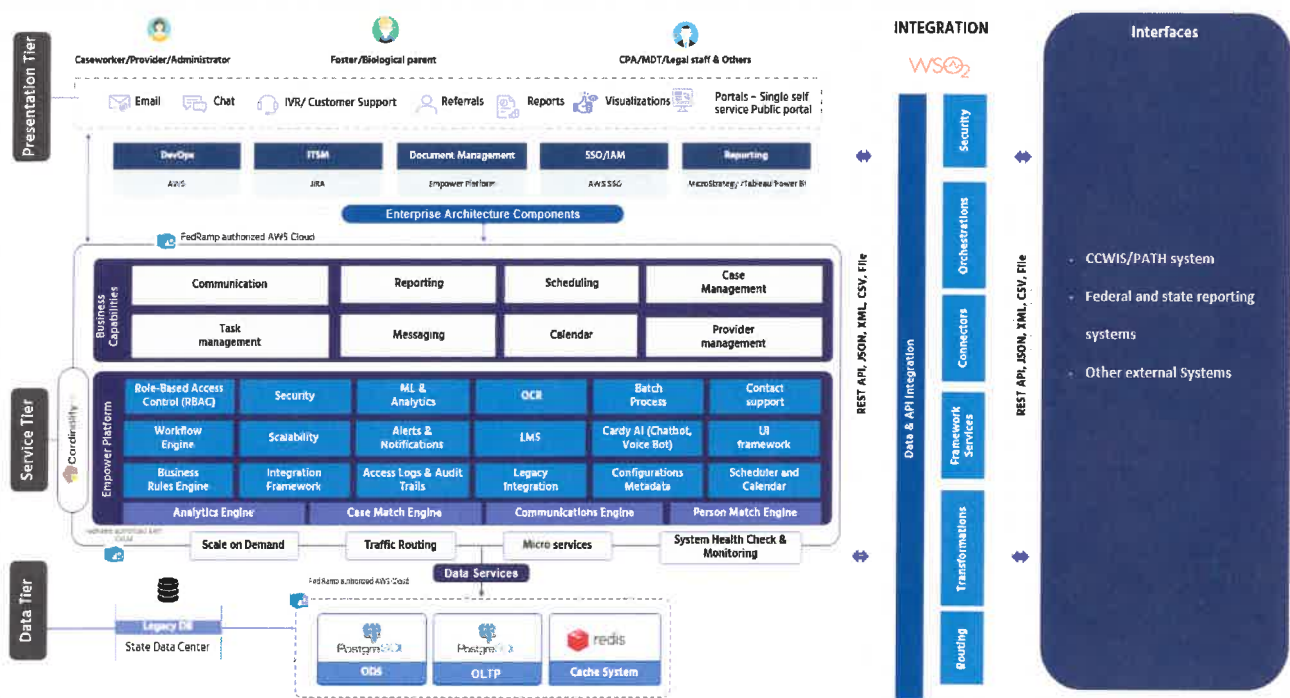 Presentation Tier
Caseworker/Provider/Administrator
Foster/Biological parent
CPA/MDT/Legal staff & Others
Email
Chat
IVR/ Customer Support
Referrals
Reports
Visualizations
Portals – Single self
service Public portal
DevOps
ITSM
Document Management
SSO/IAM
Reporting
AWS
JIRA
Empower Platform
AWS SSO
MicroStrategy /Tableau/Power BI
Enterprise Architecture Components
FedRamp authorized AWS Cloud
Service Tier
Cardinality
Business
Capabilities
Communication
Reporting
Scheduling
Case
Management
Task
management
Messaging
Calendar
Provider
management
Empower Platform
Role-Based Access
Control (RBAC)
Security
ML &
Analytics
OCR
Batch
Process
Contact
support
Workflow
Engine
Scalability
Alerts &
Notifications
LMS
Cardy AI (Chatbot,
Voice Bot)
UI
framework
Business
Rules Engine
Integration
Framework
Access Logs & Audit
Trails
Legacy
Integration
Configurations
Metadata
Scheduler and
Calendar
Analytics Engine
Case Match Engine
Communications Engine
Person Match Engine
Scale on Demand
Traffic Routing
Micro services
System Health Check &
Monitoring
Data Services
Data Tier
Legacy DB
State Data Center
FedRamp authorized AWS Cloud
PostgreSQL
ODS
PostgreSQL
OLTP
redis
Cache System
INTEGRATION
WSO2
REST API, JSON, XML, CSV, File
Data & API Integration
Security
Orchestrations
Connectors
Framework
Services
Transformations
Routing
REST API, JSON, XML, CSV, File
Interfaces
- CCWIS/PATH system
- Federal and state reporting
systems
- Other external Systems